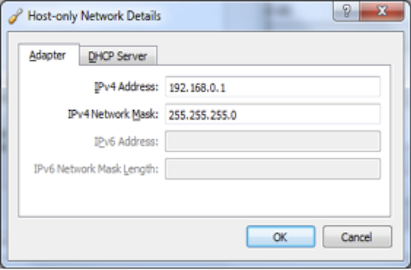 Host-only Network Details
Adapter DHCP Server
IPv4 Address: 192.168.0.1
IPv4 Network Mask: 255.255.255.0
IPv6 Address:
IPv6 Network Mask Length:
OK Cancel